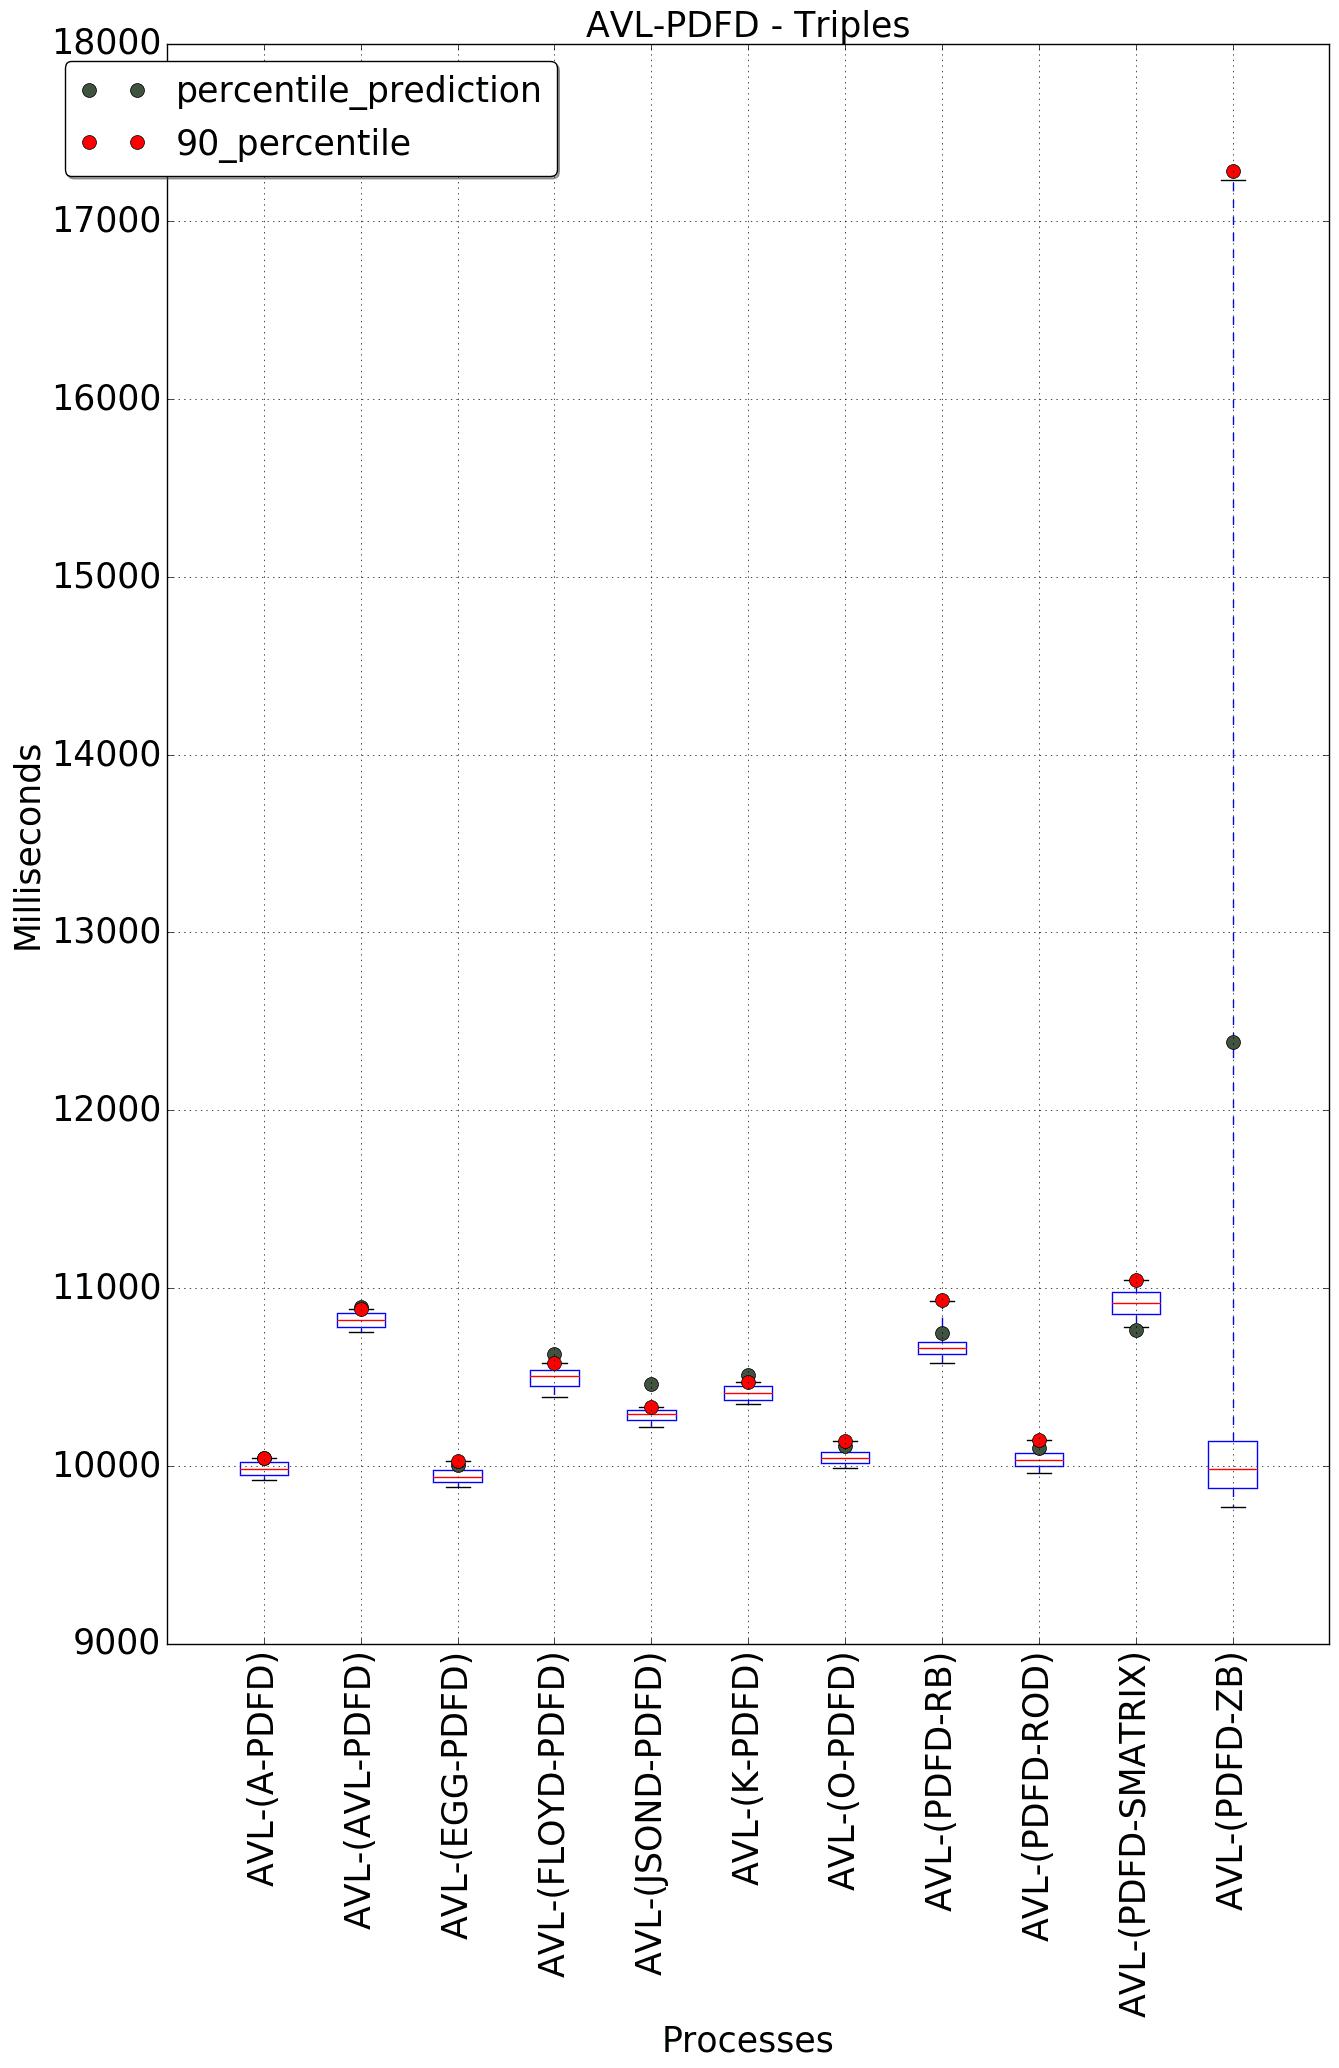 AVL-PDFD - Triples
percentile_prediction
90_percentile
18000
17000
16000
15000
14000
13000
12000
11000
10000
9000
Milliseconds
AVL-(A-PDFD)
AVL-(AVL-PDFD)
AVL-(EGG-PDFD)
AVL-(FLOYD-PDFD)
AVL-(JSOND-PDFD)
AVL-(K-PDFD)
AVL-(O-PDFD)
AVL-(PDFD-RB)
AVL-(PDFD-ROD)
AVL-(PDFD-SMATRIX)
AVL-(PDFD-ZB)
Processes